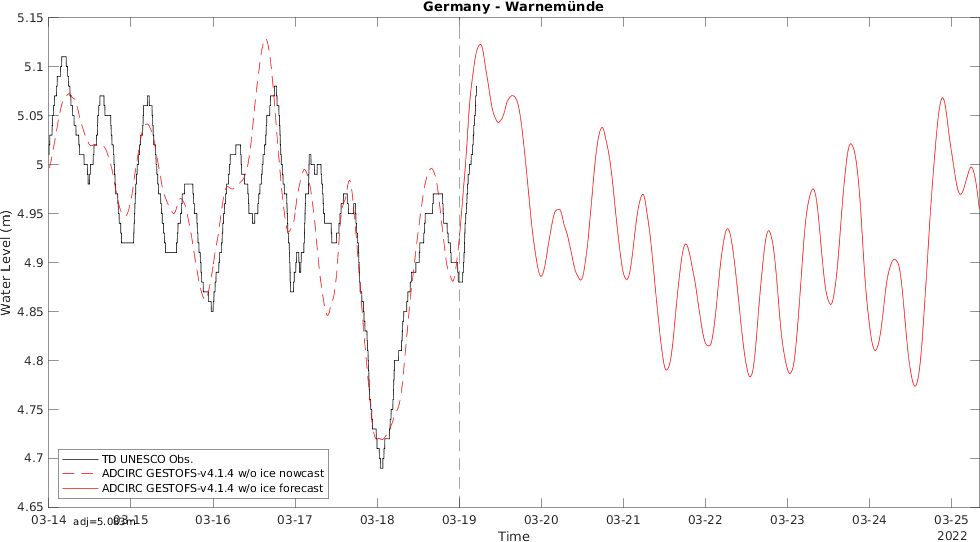 Germany - Warnemünde
5.15
5.1
5.05
5
4.95
4.9
4.85
4.8
4.75
4.7
4.65
Water Level (m)
TD UNESCO Obs.
ADCIRC GESTOFS-v4.1.4 w/o ice nowcast
ADCIRC GESTOFS-v4.1.4 w/o ice forecast
03-14 03-15 03-16 03-17 03-18 03-19 03-20 03-21 03-22 03-23 03-24 03-25
Time
2022